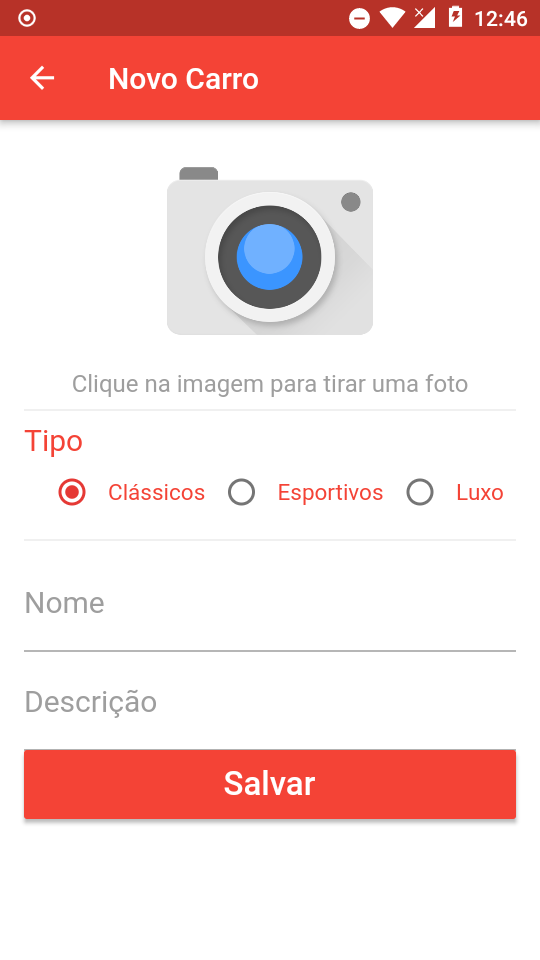 12:46
Novo Carro
Clique na imagem para tirar uma foto
Tipo
Clássicos Esportivos Luxo
Nome
Descrição
Salvar